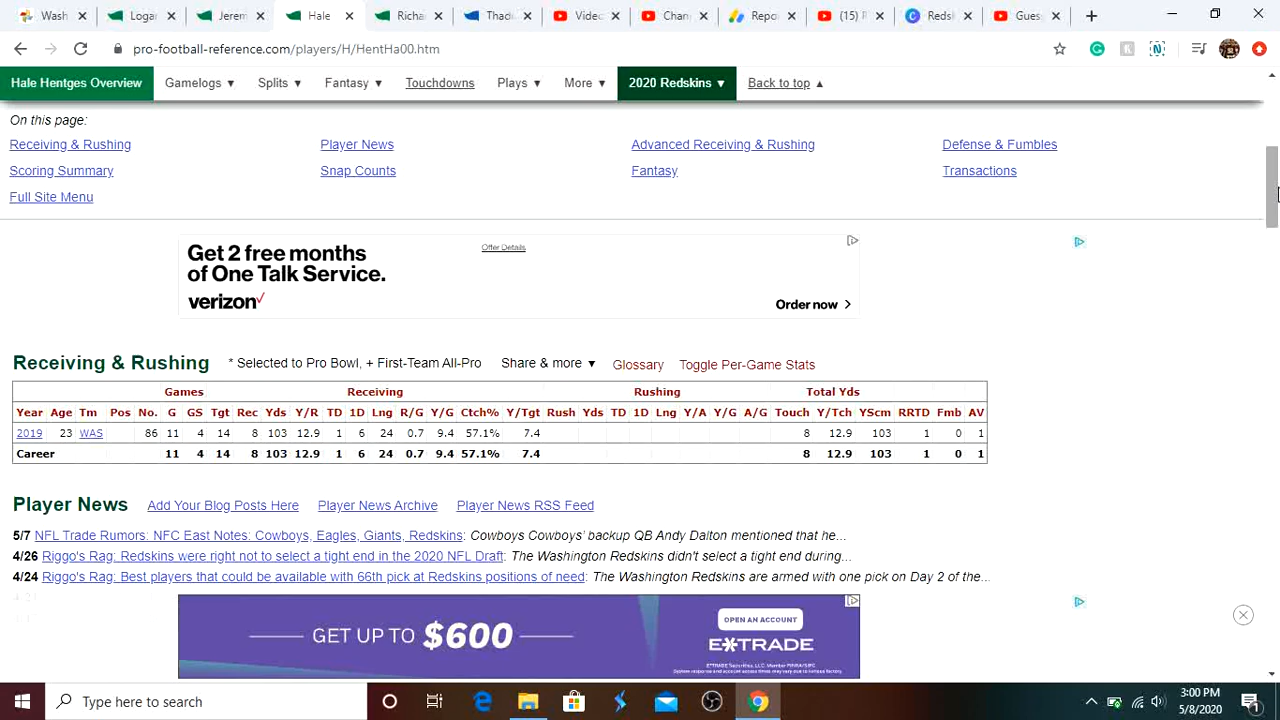 Wash
Logar
Jerem
Hale
Richa
Thadc
Videc
Chan
Repo
(15) F
Redsk
Gues
pro-football-reference.com/players/H/HentHa00.htm
Hale Hentges Overview Gamelogs ▼ Splits ▼ Fantasy ▼ Touchdowns Plays ▼ More ▼ 2020 Redskins ▼ Back to top ▲
On this page:
Receiving & Rushing Player News Advanced Receiving & Rushing Defense & Fumbles
Scoring Summary Snap Counts Fantasy Transactions
Full Site Menu
Get 2 free months Offer Details
of One Talk Service.
verizon✓ Order now >
Receiving & Rushing * Selected to Pro Bowl, + First-Team All-Pro Share & more ▼ Glossary Toggle Per-Game Stats
Games Receiving Rushing Total Yds
Year Age Tm Pos No. G GS Tgt Rec Yds Y/R TD 1D Lng R/G Y/G Ctch% Y/Tgt Rush Yds TD 1D Lng Y/A Y/G A/G Touch Y/Tch YScm RRTD Fmb AV
2019 23 WAS 86 11 4 14 8 103 12.9 1 6 24 0.7 9.4 57.1% 7.4 8 12.9 103 1 0 1
Career 11 4 14 8 103 12.9 1 6 24 0.7 9.4 57.1% 7.4 8 12.9 103 1 0 1
Player News Add Your Blog Posts Here Player News Archive Player News RSS Feed
5/7 NFL Trade Rumors: NFC East Notes: Cowboys, Eagles, Giants, Redskins: Cowboys Cowboys' backup QB Andy Dalton mentioned that he...
4/26 Riggo's Rag: Redskins were right not to select a tight end in the 2020 NFL Draft: The Washington Redskins didn't select a tight end during...
4/24 Riggo's Rag: Best players that could be available with 66th pick at Redskins positions of need: The Washington Redskins are armed with one pick on Day 2 of the...
GET UP TO $600 OPEN AN ACCOUNT
E*TRADE
Type here to search
3:00 PM
5/8/2020